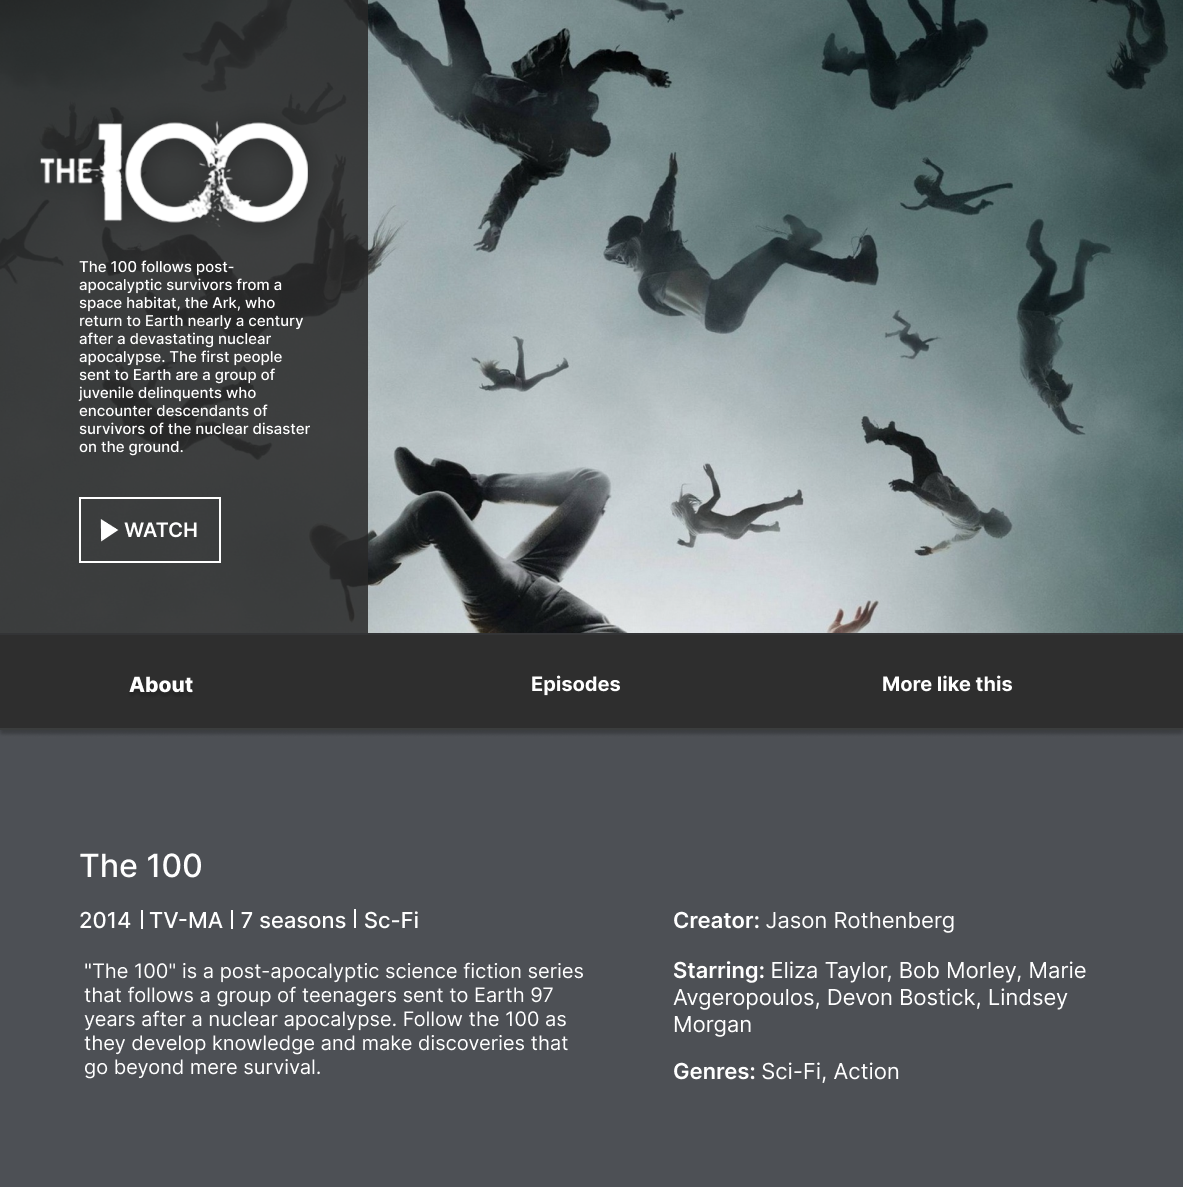 THE 100
The 100 follows post-
apocalyptic survivors from a
space habitat, the Ark, who
return to Earth nearly a century
after a devastating nuclear
apocalypse. The first people
sent to Earth are a group of
juvenile delinquents who
encounter descendants of
survivors of the nuclear disaster
on the ground.
WATCH
About
Episodes
More like this
The 100
2014 | TV-MA | 7 seasons | Sc-Fi
"The 100" is a post-apocalyptic science fiction series
that follows a group of teenagers sent to Earth 97
years after a nuclear apocalypse. Follow the 100 as
they develop knowledge and make discoveries that
go beyond mere survival.
Creator: Jason Rothenberg
Starring: Eliza Taylor, Bob Morley, Marie
Avgeropoulos, Devon Bostick, Lindsey
Morgan
Genres: Sci-Fi, Action